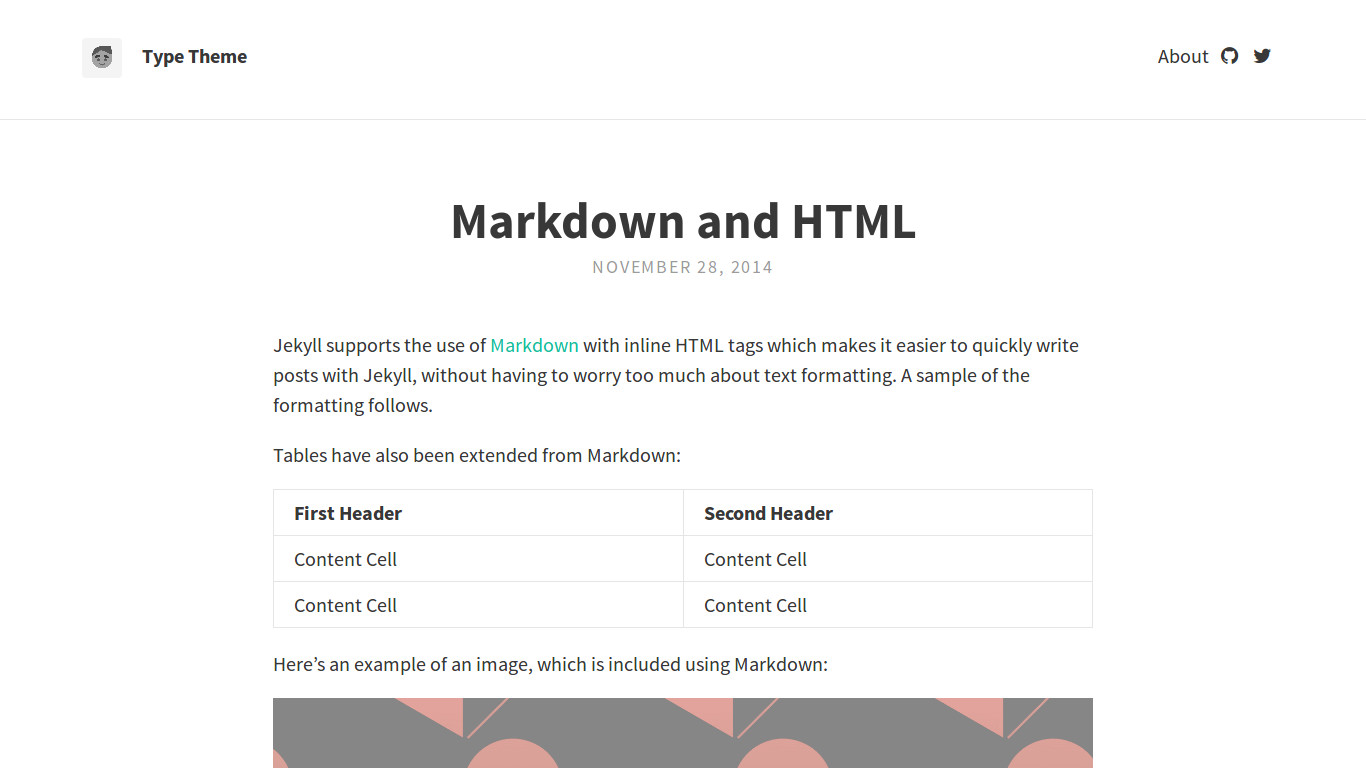 Type Theme
About
Markdown and HTML
NOVEMBER 28, 2014
Jekyll supports the use of Markdown with inline HTML tags which makes it easier to quickly write
posts with Jekyll, without having to worry too much about text formatting. A sample of the
formatting follows.
Tables have also been extended from Markdown:
First Header Second Header
Content Cell Content Cell
Content Cell Content Cell
Here’s an example of an image, which is included using Markdown: